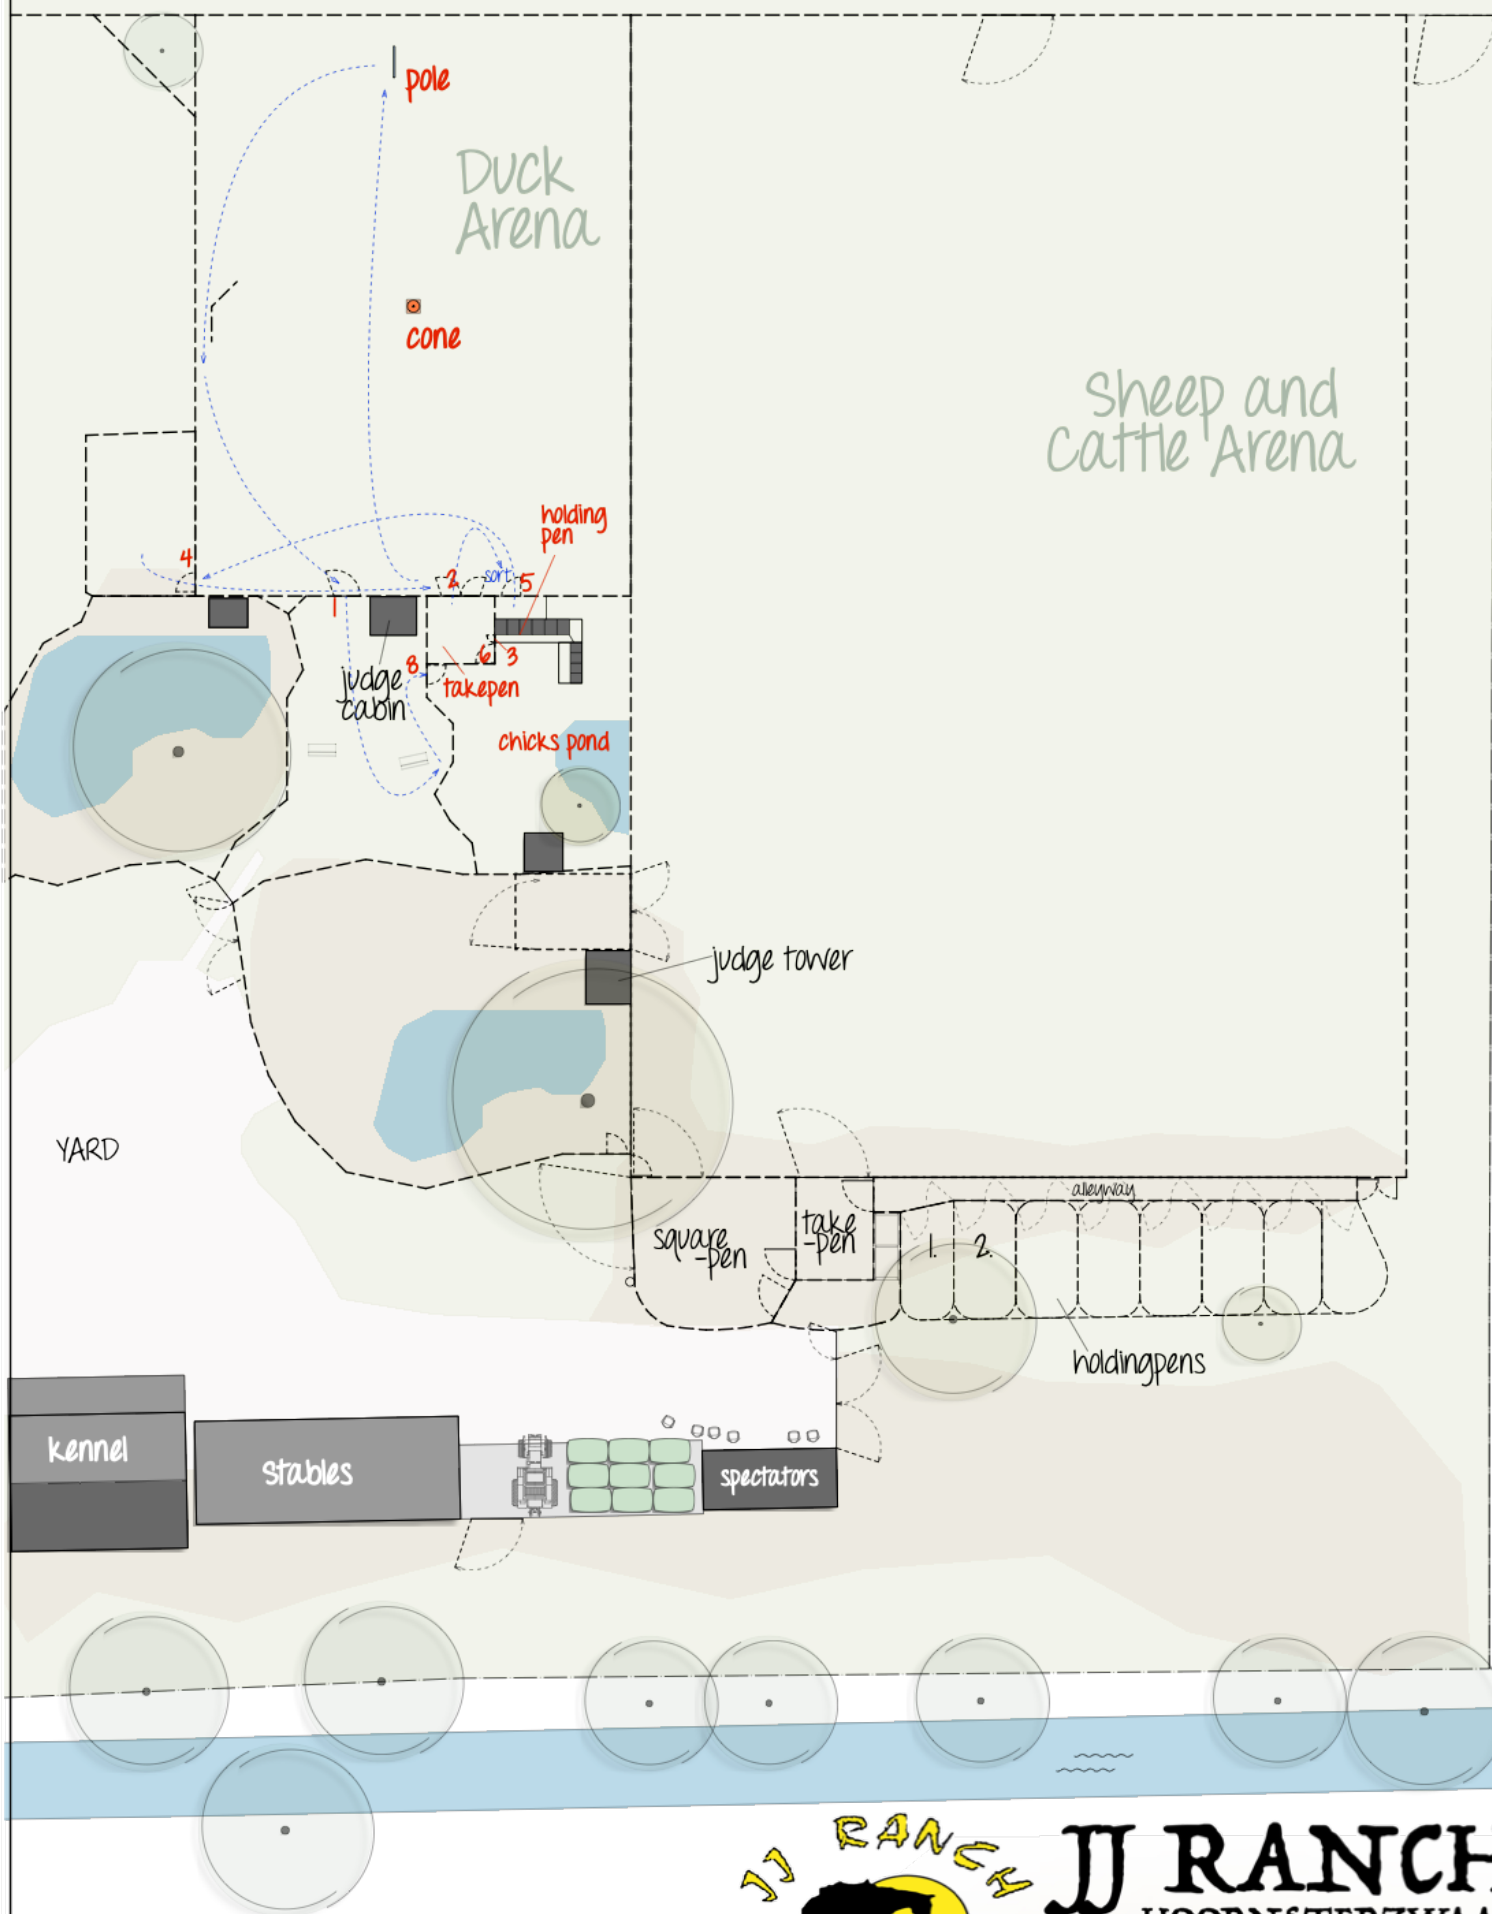 pole
Duck
Arena
cone
Sheep and
Cattle Arena
holding
pen
4
2
sort
5
1
judge
cabin
8
6
3
takepen
chicks pond
judge tower
YARD
alleyway
square
-pen
take
-pen
1.
2.
holdingpens
kennel
stables
spectators
JJ RANCH
JJ RANCH